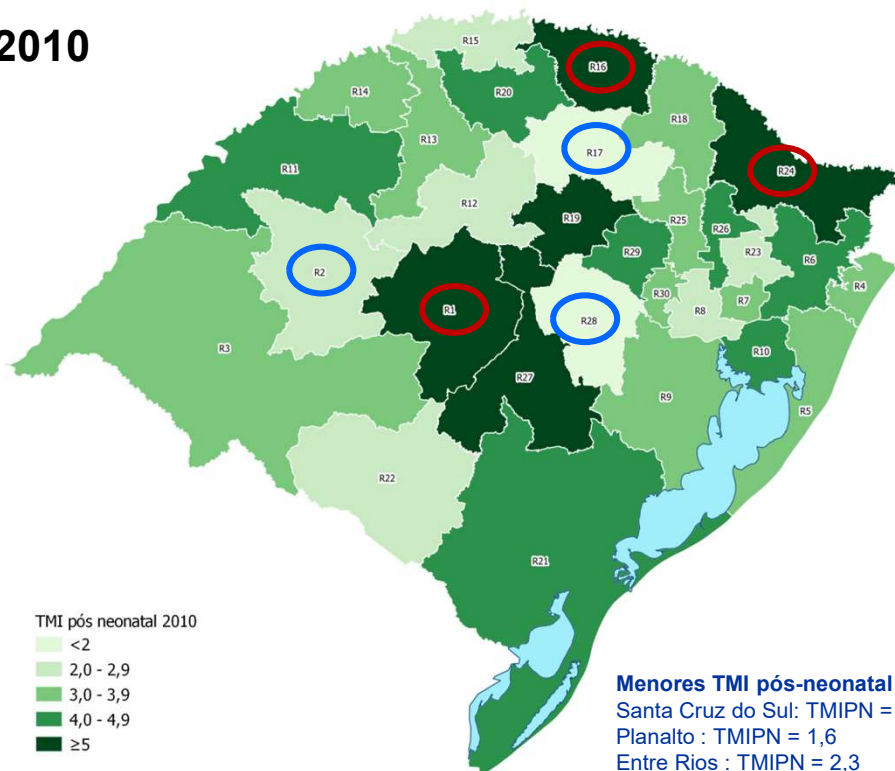 2010
R15
R16
R14
R20
R18
R13
R17
R11
R24
R12
R19
R25
R26
R29
R23
R6
R2
R4
R30
R7
R8
R1
R28
R3
R10
R27
R9
R5
R22
R21
TMI pós neonatal 2010
<2
2,0 - 2,9
3,0 - 3,9
4,0 - 4,9
≥5
Menores TMI pós-neonatal
Santa Cruz do Sul: TMIPN =
Planalto : TMIPN = 1,6
Entre Rios : TMIPN = 2,3